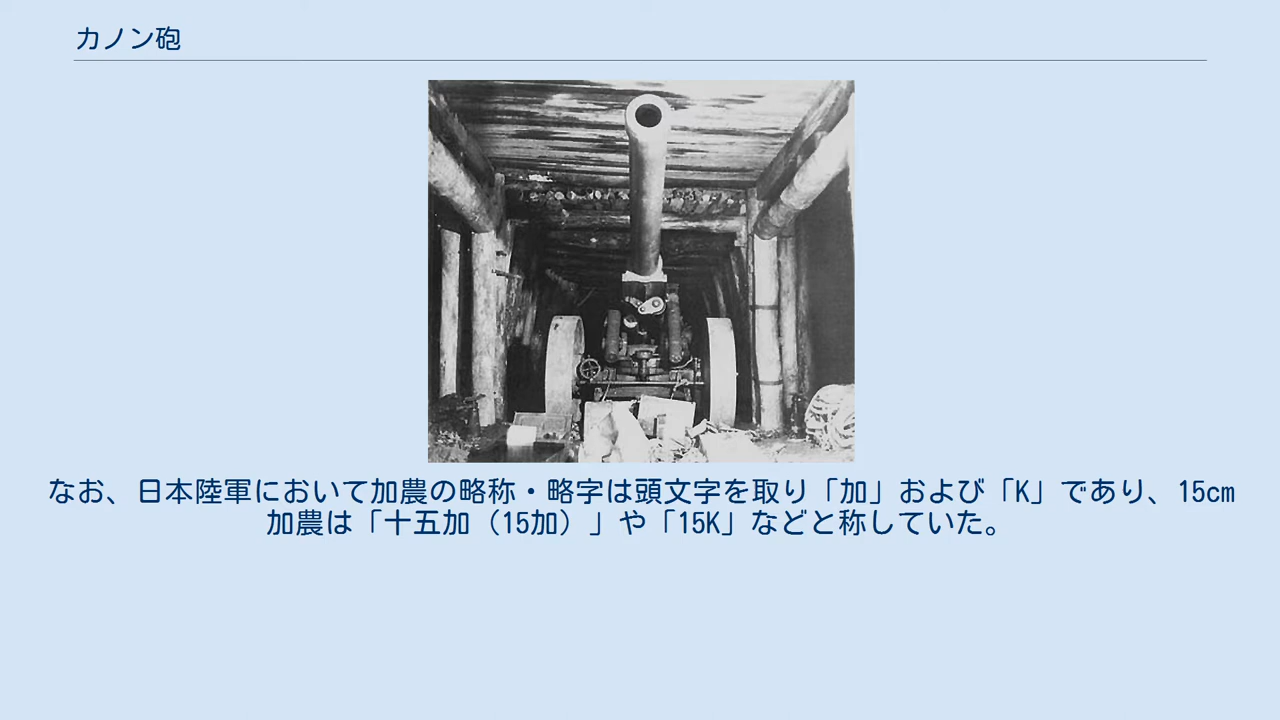 カノン砲
なお、日本陸軍において加農の略称・略字は頭文字を取り「加」および「K」であり、15cm
加農は「十五加（15加）」や「15K」などと称していた。